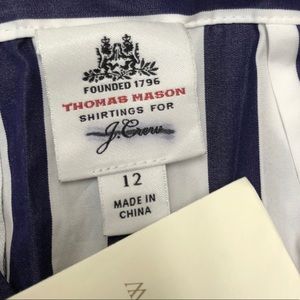 FOUNDED 1796
THOMAS MASON
SHIRTINGS FOR
J.Crew
12
MADE IN
CHINA